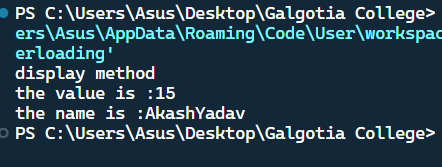 PS C:\Users\Asus\Desktop\Galgotia College>
ers\Asus\AppData\Roaming\Code\User\workspac
erloading'
display method
the value is :15
the name is :AkashYadav
PS C:\Users\Asus\Desktop\Galgotia College>